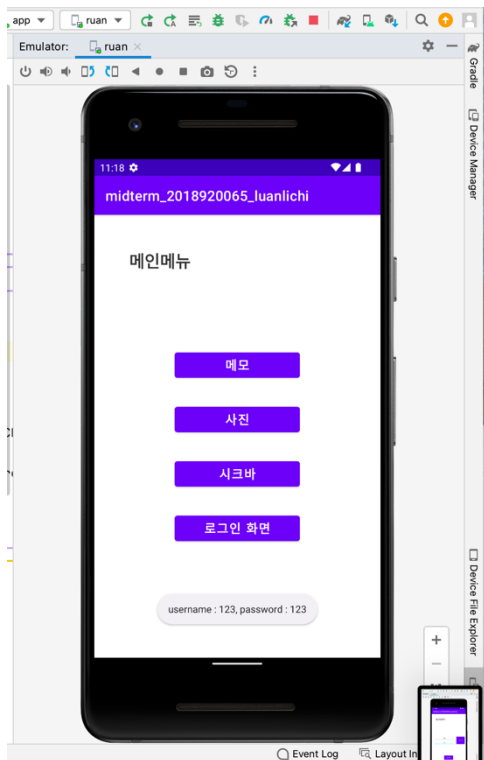 app
ruan
Emulator:
ruan
Gradle
Device Manager
11:18
midterm_2018920065_luanlichi
메인메뉴
메모
사진
시크바
로그인 화면
username : 123, password : 123
Device File Explorer
Event Log
Layout In